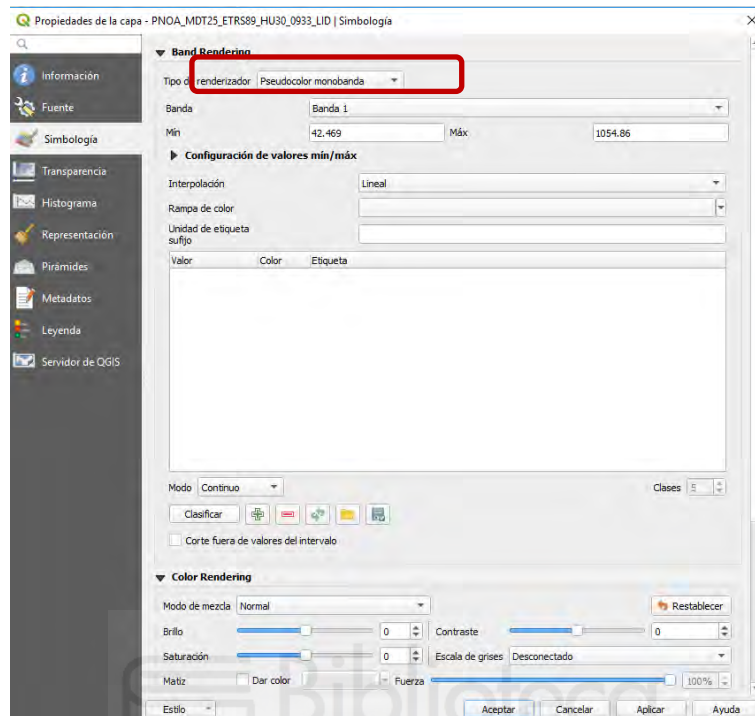 Propiedades de la capa - PNOA_MDT25_ETRS89_HU30_0933_LID | Simbología
Información
Fuente
Simbología
Transparencia
Histograma
Representación
Pirámides
Metadatos
Leyenda
Servidor de QGIS
Band Rendering
Tipo de renderizador Pseudocolor monobanda
Banda Banda 1
Mín 42.469 Máx 1054.86
Configuración de valores mín/máx
Interpolación Lineal
Rampa de color
Unidad de etiqueta
sufijo
Valor Color Etiqueta
Modo Continuo Clases 5
Clasificar
Corte fuera de valores del intervalo
Color Rendering
Modo de mezcla Normal Restablecer
Brillo 0 Contraste 0
Saturación 0 Escala de grises Desconectado
Matiz Dar color Fuerza 100%
Biblioteca
Estilo Aceptar Cancelar Aplicar Ayuda